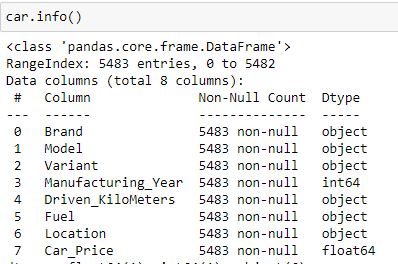 car.info()
<class 'pandas.core.frame.DataFrame'>
RangeIndex: 5483 entries, 0 to 5482
Data columns (total 8 columns):
 #   Column              Non-Null Count  Dtype
---  ------              --------------  -----
 0   Brand               5483 non-null   object
 1   Model               5483 non-null   object
 2   Variant             5483 non-null   object
 3   Manufacturing_Year  5483 non-null   int64
 4   Driven_KiloMeters   5483 non-null   object
 5   Fuel                5483 non-null   object
 6   Location            5483 non-null   object
 7   Car_Price           5483 non-null   float64